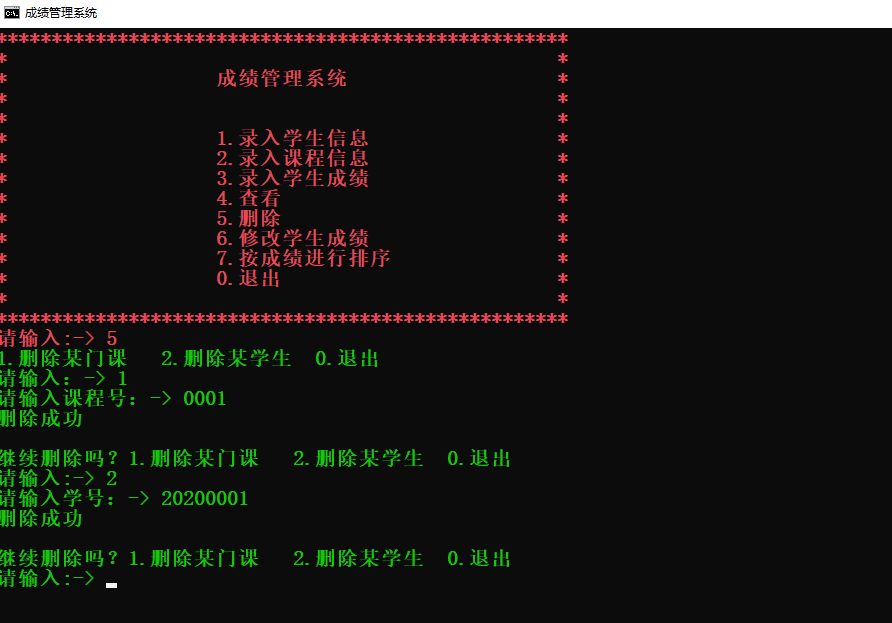 成绩管理系统
****************************************************
* *
* 成绩管理系统 *
* *
* *
* 1.录入学生信息 *
* 2.录入课程信息 *
* 3.录入学生成绩 *
* 4.查看 *
* 5.删除 *
* 6.修改学生成绩 *
* 7.按成绩进行排序 *
* 0.退出 *
* *
****************************************************
请输入:-> 5
1.删除某门课 2.删除某学生 0.退出
请输入：-> 1
请输入课程号：-> 0001
删除成功
继续删除吗？1.删除某门课 2.删除某学生 0.退出
请输入:-> 2
请输入学号：-> 20200001
删除成功
继续删除吗？1.删除某门课 2.删除某学生 0.退出
请输入:->